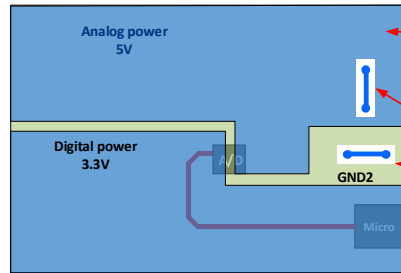 Analog power
5V
Digital power
3.3V
A/D
GND2
Micro